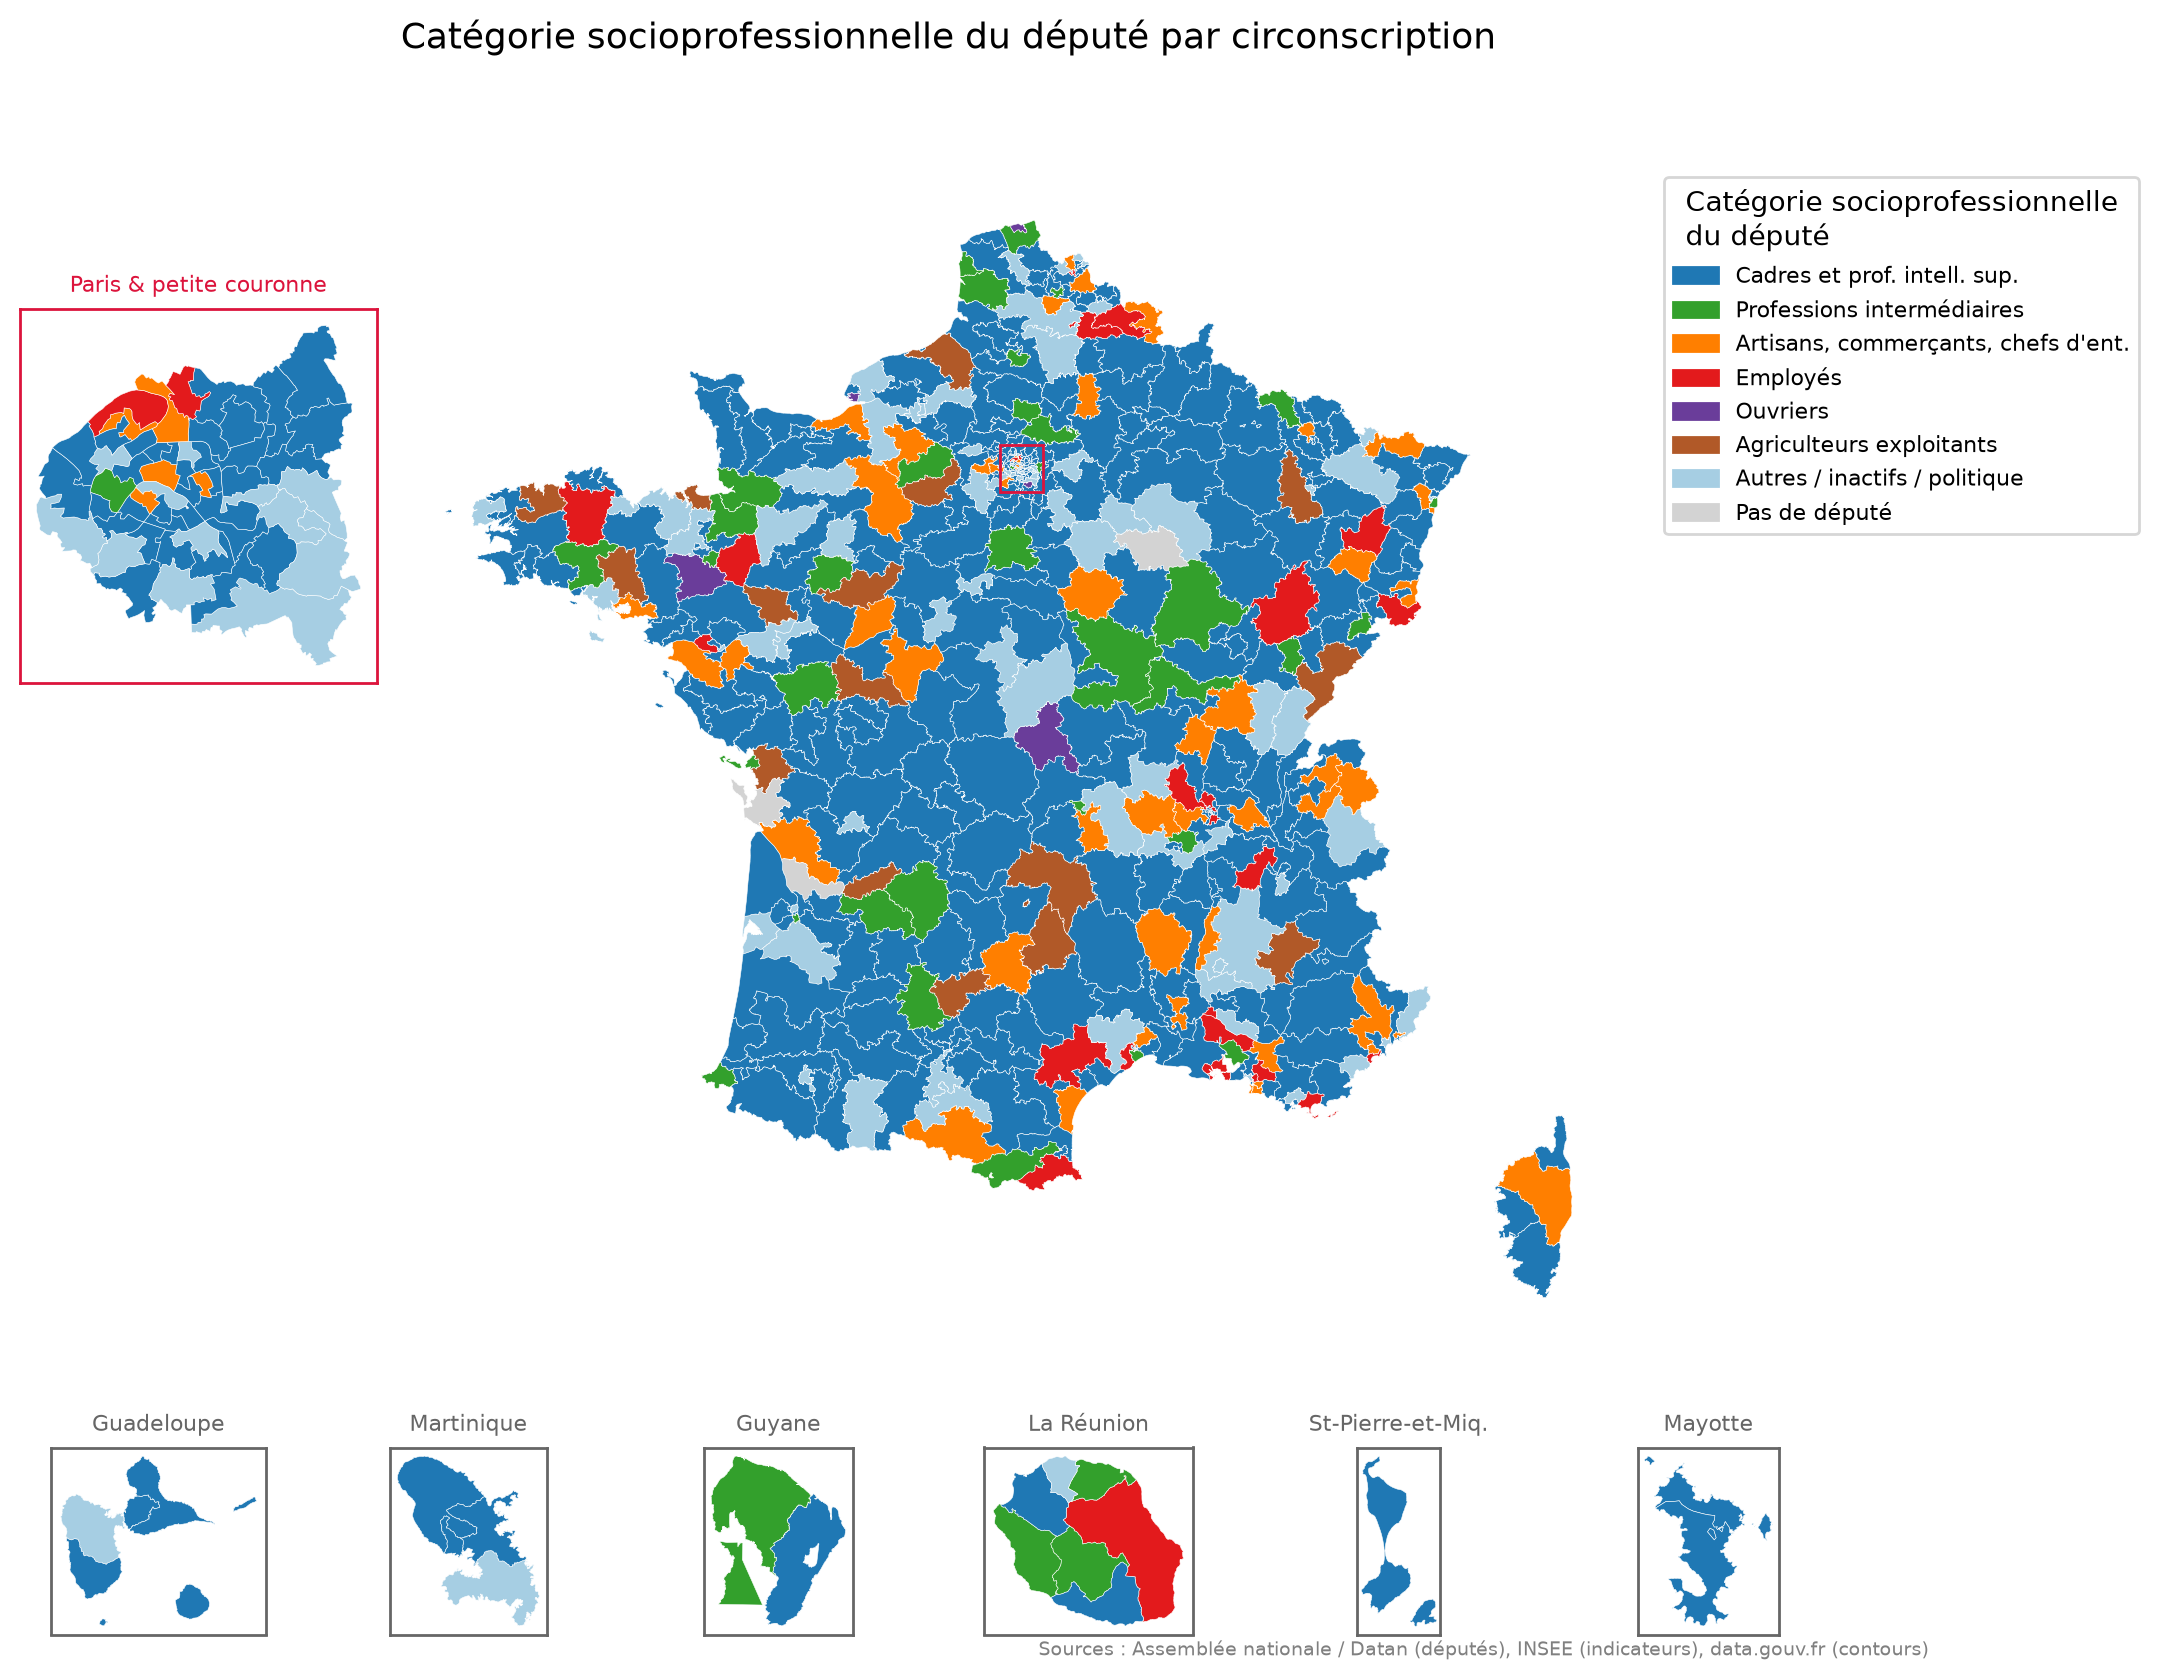 Catégorie socioprofessionnelle du député par circonscription
Paris & petite couronne
Catégorie socioprofessionnelle
du député
Cadres et prof. intell. sup.
Professions intermédiaires
Artisans, commerçants, chefs d'ent.
Employés
Ouvriers
Agriculteurs exploitants
Autres / inactifs / politique
Pas de député
Guadeloupe
Martinique
Guyane
La Réunion
St-Pierre-et-Miq.
Mayotte
Sources : Assemblée nationale / Datan (députés), INSEE (indicateurs), data.gouv.fr (contours)